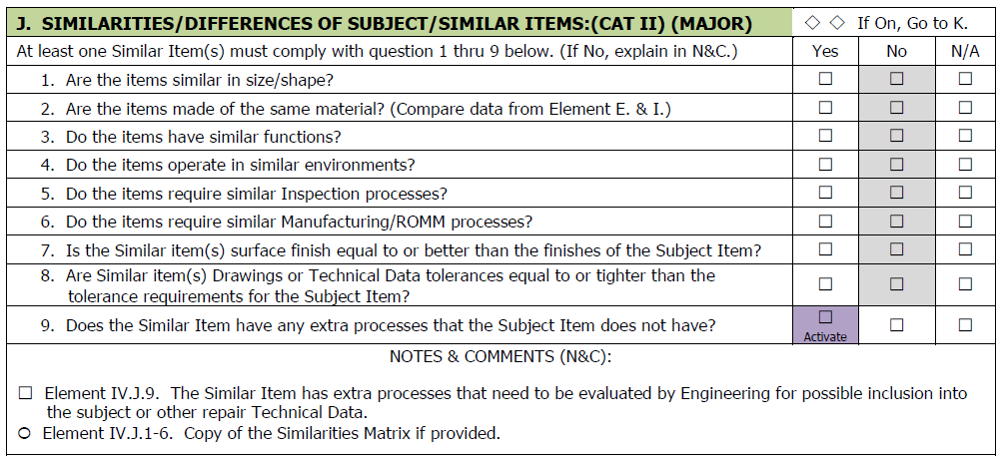 J. SIMILARITIES/DIFFERENCES OF SUBJECT/SIMILAR ITEMS:(CAT II) (MAJOR) If On, Go to K.
At least one Similar Item(s) must comply with question 1 thru 9 below. (If No, explain in N&C.) Yes No N/A
1. Are the items similar in size/shape?
2. Are the items made of the same material? (Compare data from Element E. & I.)
3. Do the items have similar functions?
4. Do the items operate in similar environments?
5. Do the items require similar Inspection processes?
6. Do the items require similar Manufacturing/ROMM processes?
7. Is the Similar item(s) surface finish equal to or better than the finishes of the Subject Item?
8. Are Similar item(s) Drawings or Technical Data tolerances equal to or tighter than the
tolerance requirements for the Subject Item?
9. Does the Similar Item have any extra processes that the Subject Item does not have?
Activate
NOTES & COMMENTS (N&C):
Element IV.J.9. The Similar Item has extra processes that need to be evaluated by Engineering for possible inclusion into
the subject or other repair Technical Data.
Element IV.J.1-6. Copy of the Similarities Matrix if provided.